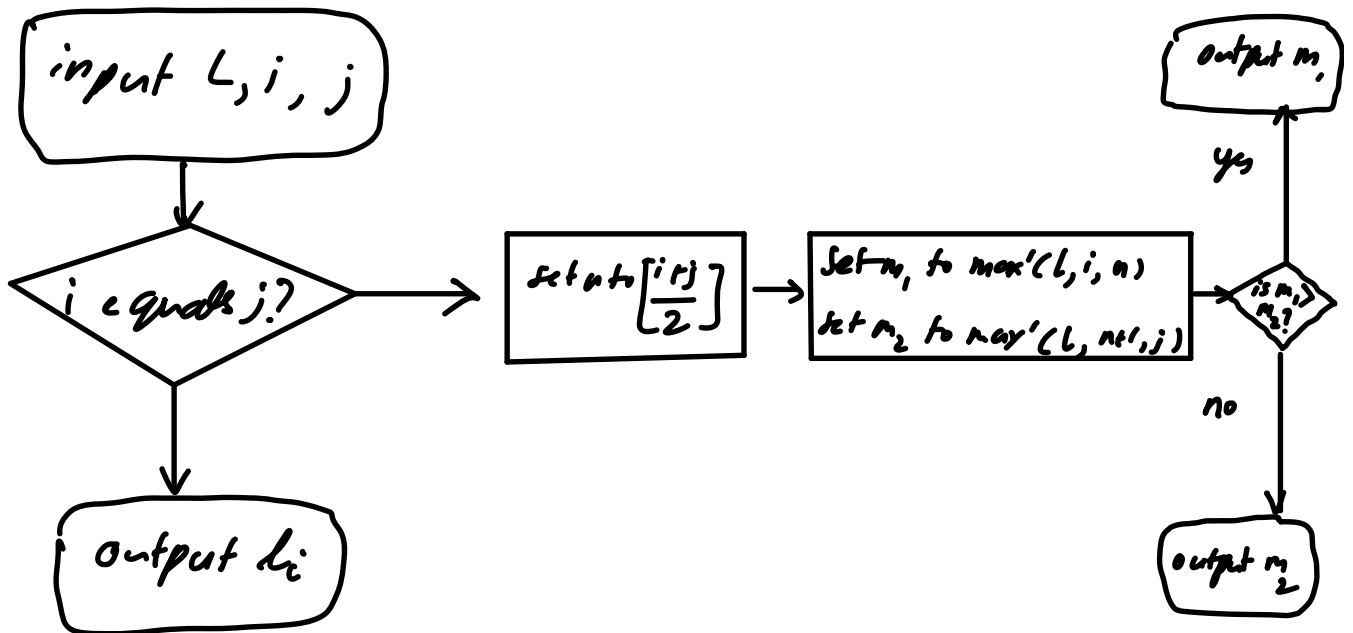 input L, i, j
i equals j?
output Li
set n to [i+j/2]
set m1 to max'(L, i, n)
set m2 to max'(L, n+1, j)
is m1 >
m2?
yes
output m1
no
output m2